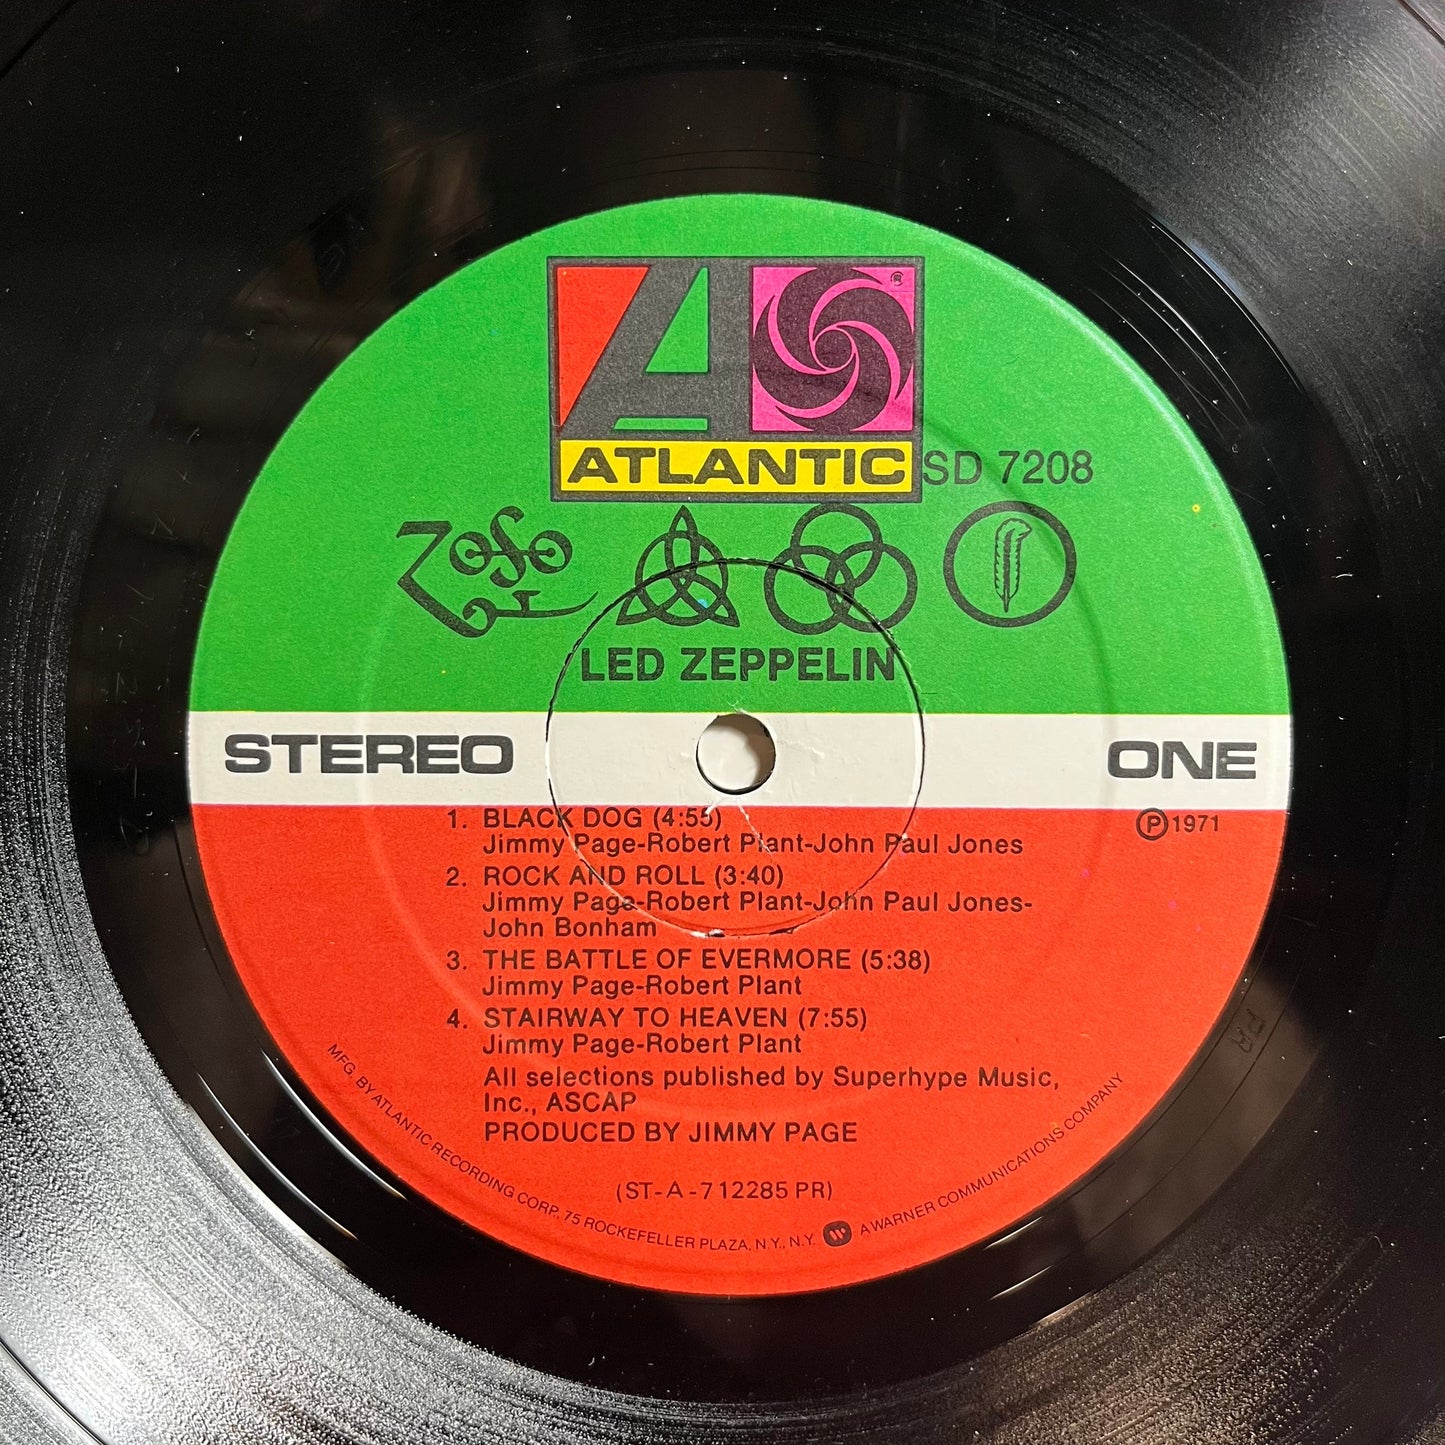 ATLANTIC
®
SD 7208
LED ZEPPELIN
STEREO
ONE
℗ 1971
1. BLACK DOG (4:55)
Jimmy Page-Robert Plant-John Paul Jones
2. ROCK AND ROLL (3:40)
Jimmy Page-Robert Plant-John Paul Jones-
John Bonham
3. THE BATTLE OF EVERMORE (5:38)
Jimmy Page-Robert Plant
4. STAIRWAY TO HEAVEN (7:55)
Jimmy Page-Robert Plant
All selections published by Superhype Music,
Inc., ASCAP
PRODUCED BY JIMMY PAGE
(ST-A-712285 PR)
MFG. BY ATLANTIC RECORDING CORP., 75 ROCKEFELLER PLAZA, N.Y., N.Y. A WARNER COMMUNICATIONS COMPANY
PR